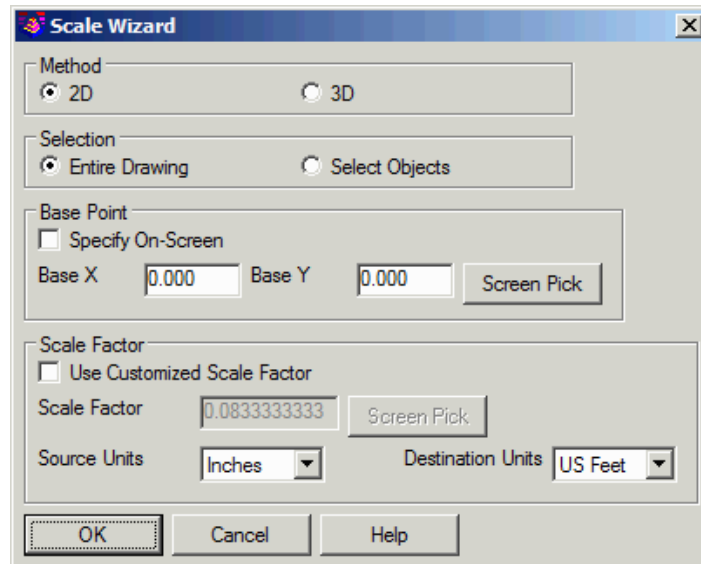 Scale Wizard
Method
2D 3D
Selection
Entire Drawing Select Objects
Base Point
Specify On-Screen
Base X 0.000 Base Y 0.000 Screen Pick
Scale Factor
Use Customized Scale Factor
Scale Factor 0.0833333333 Screen Pick
Source Units Inches Destination Units US Feet
OK Cancel Help